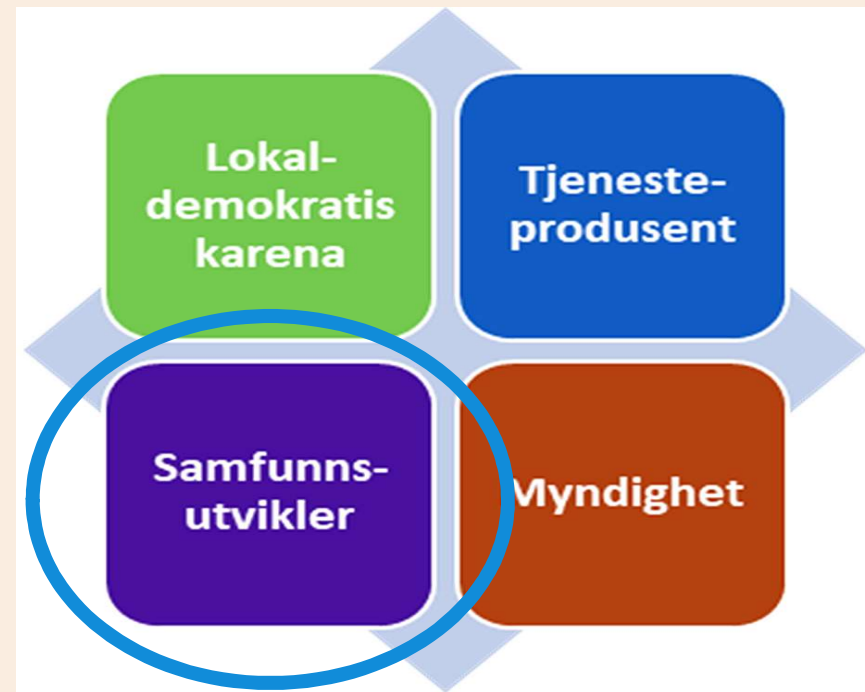 Lokal-
demokratis
karena
Tjeneste-
produsent
Samfunns-
utvikler
Myndighet